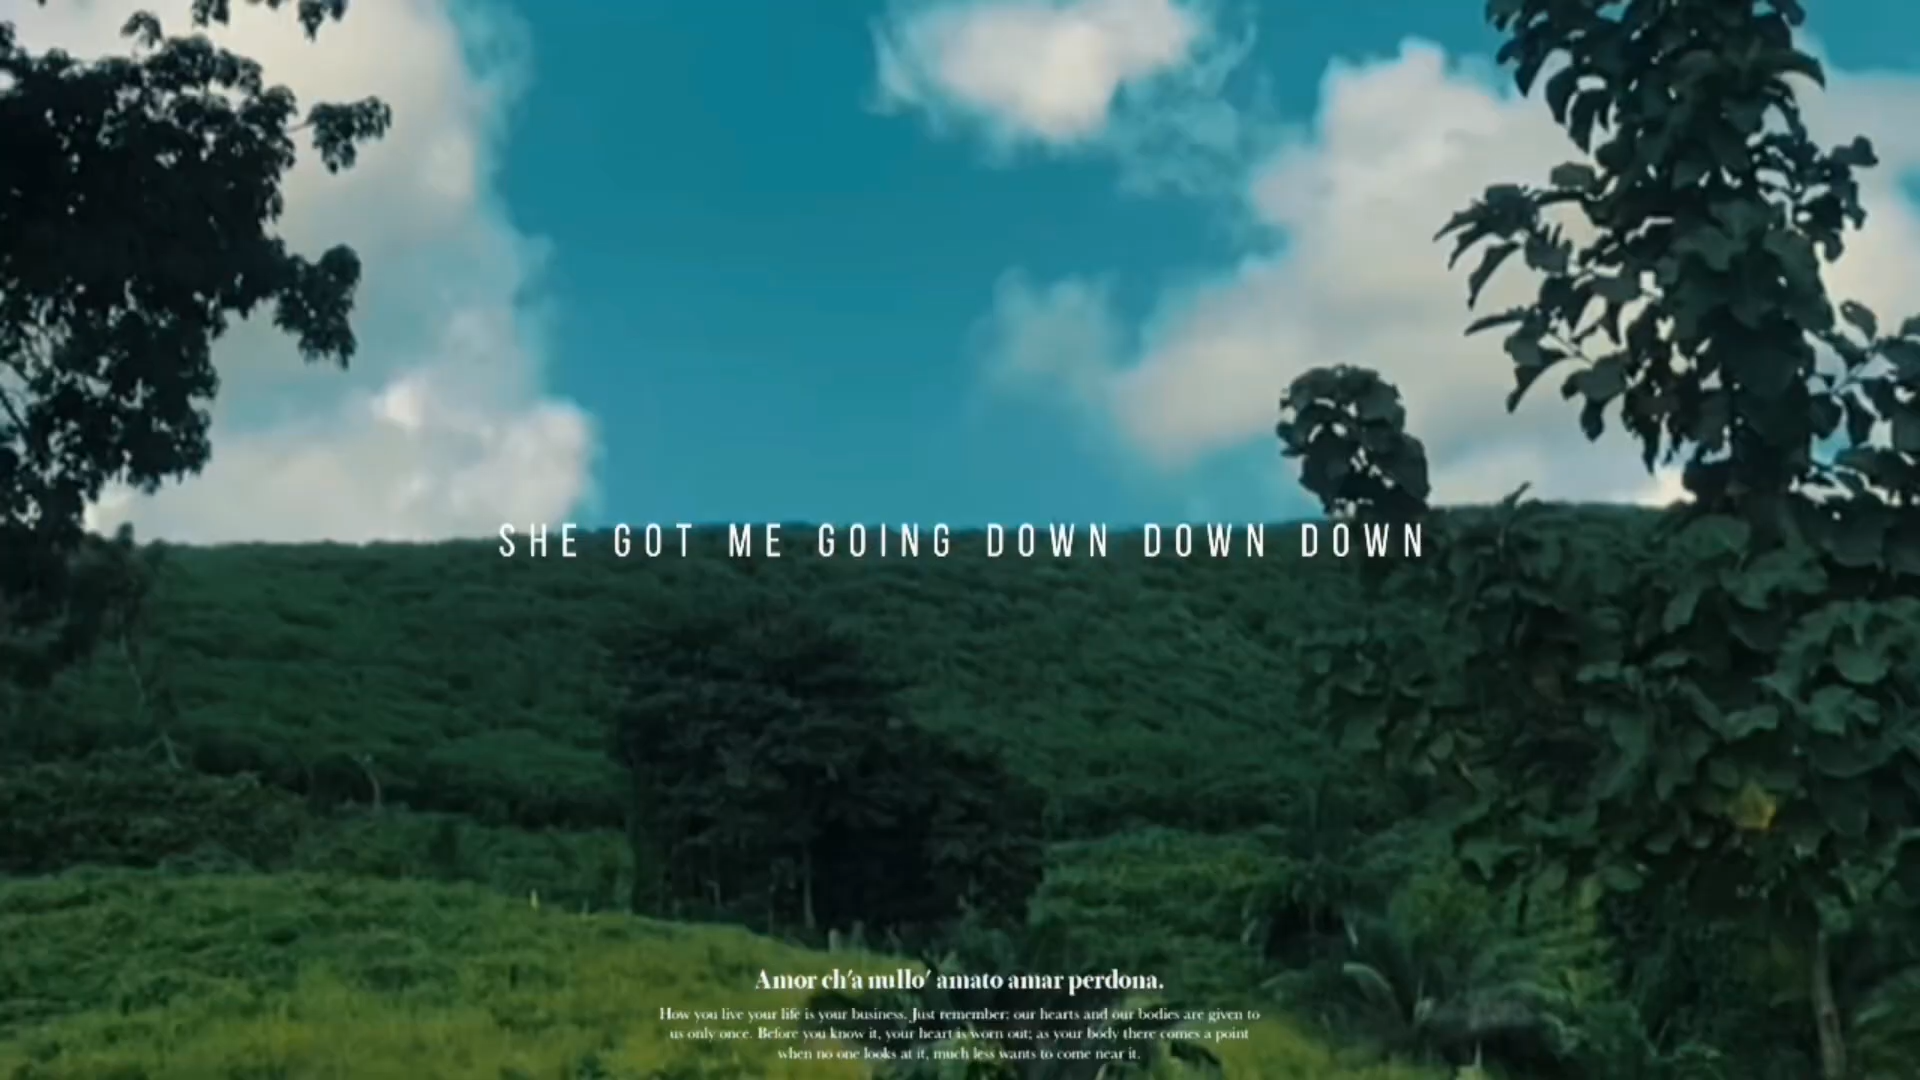 SHE GOT ME GOING DOWN DOWN DOWN
Amor ch'a nullo' amato amar perdona.
How you live your life is your business. Just remember: our hearts and our bodies are given to
us only once. Before you know it, your heart is worn out; as your body there comes a point
when no one looks at it, much less wants to come near it.